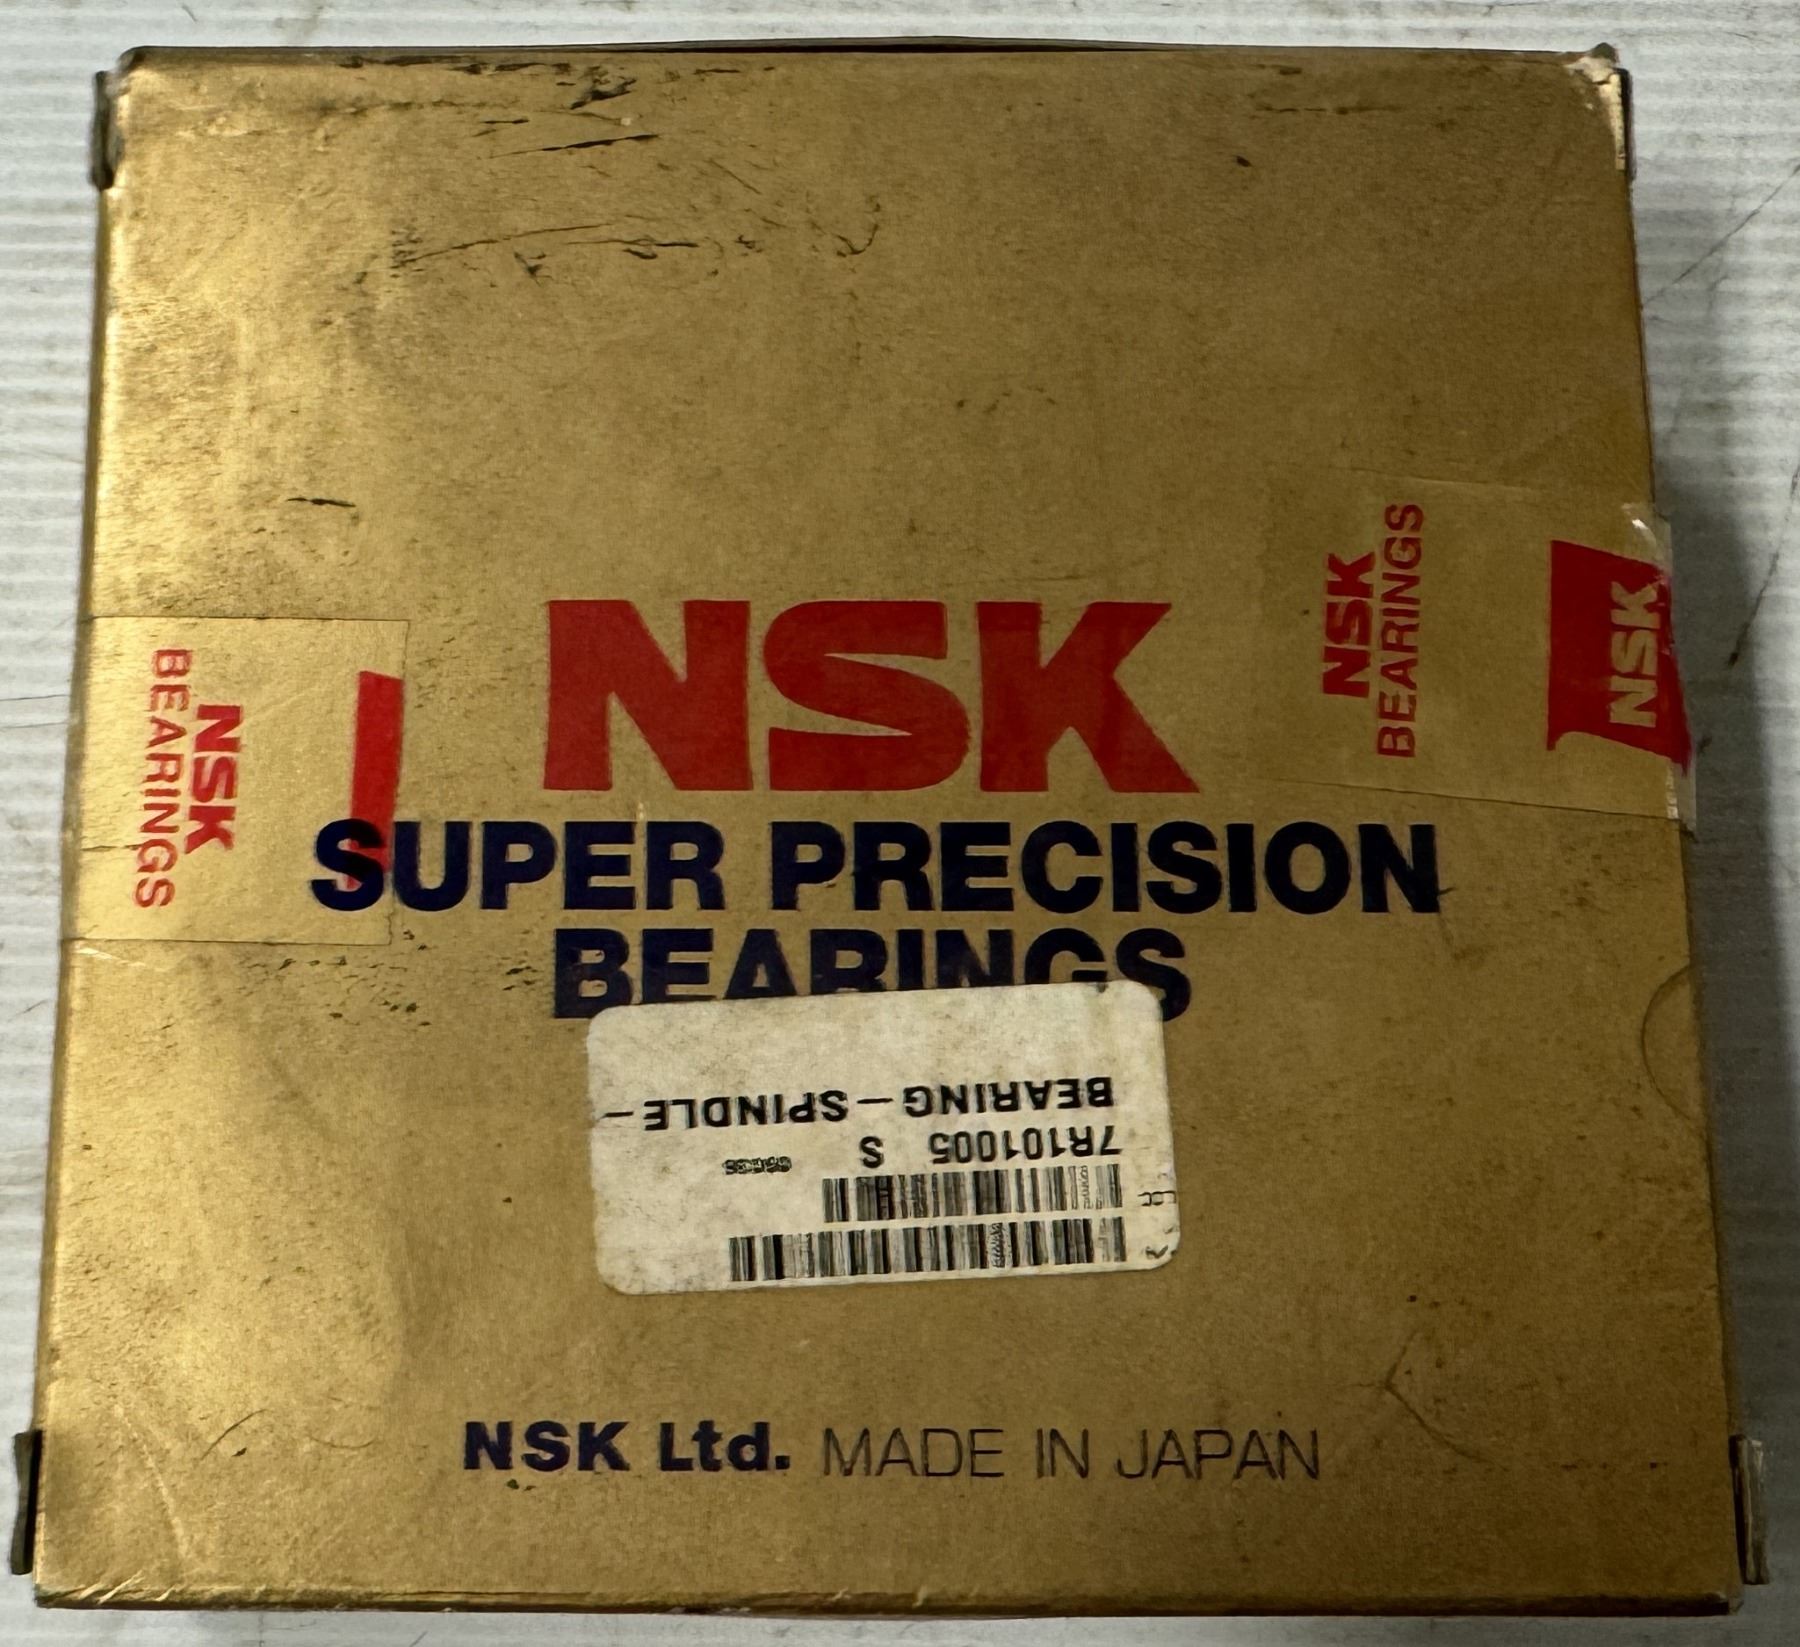 NSK
SUPER PRECISION
BEARINGS
BEARING-SPINDLE-
7R101005 S
NSK Ltd. MADE IN JAPAN
NSK
BEARINGS
NSK
BEARINGS
NSK